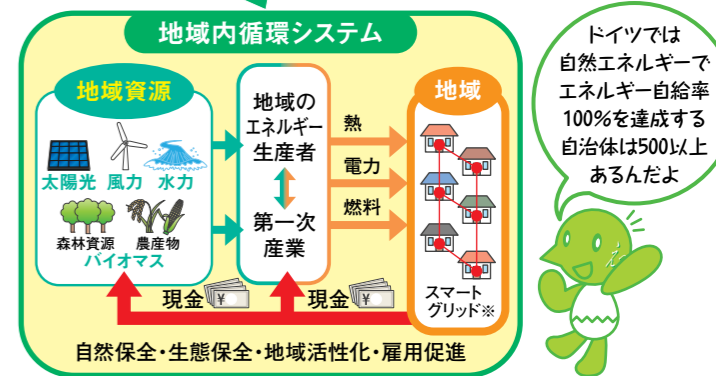 地域内循環システム
地域資源
太陽光 風力 水力
森林資源 農産物
バイオマス
地域の
エネルギー
生産者
第一次
産業
熱
電力
燃料
地域
スマート
グリッド※
現金 ¥
現金 ¥
自然保全・生態保全・地域活性化・雇用促進
ドイツでは
自然エネルギーで
エネルギー自給率
100%を達成する
自治体は500以上
あるんだよ